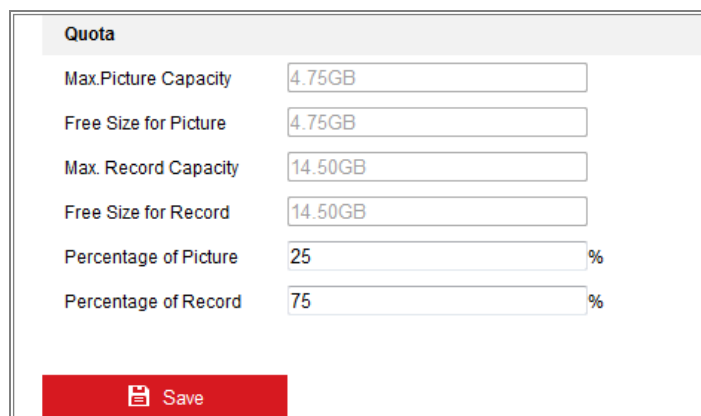 Quota
Max.Picture Capacity 4.75GB
Free Size for Picture 4.75GB
Max. Record Capacity 14.50GB
Free Size for Record 14.50GB
Percentage of Picture 25 %
Percentage of Record 75 %
Save